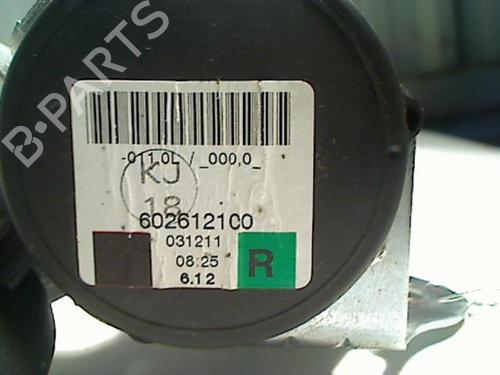 B-PARTS
-011,0L /_000,0_
KJ
18
602612100
031211
08:25
6.12
R